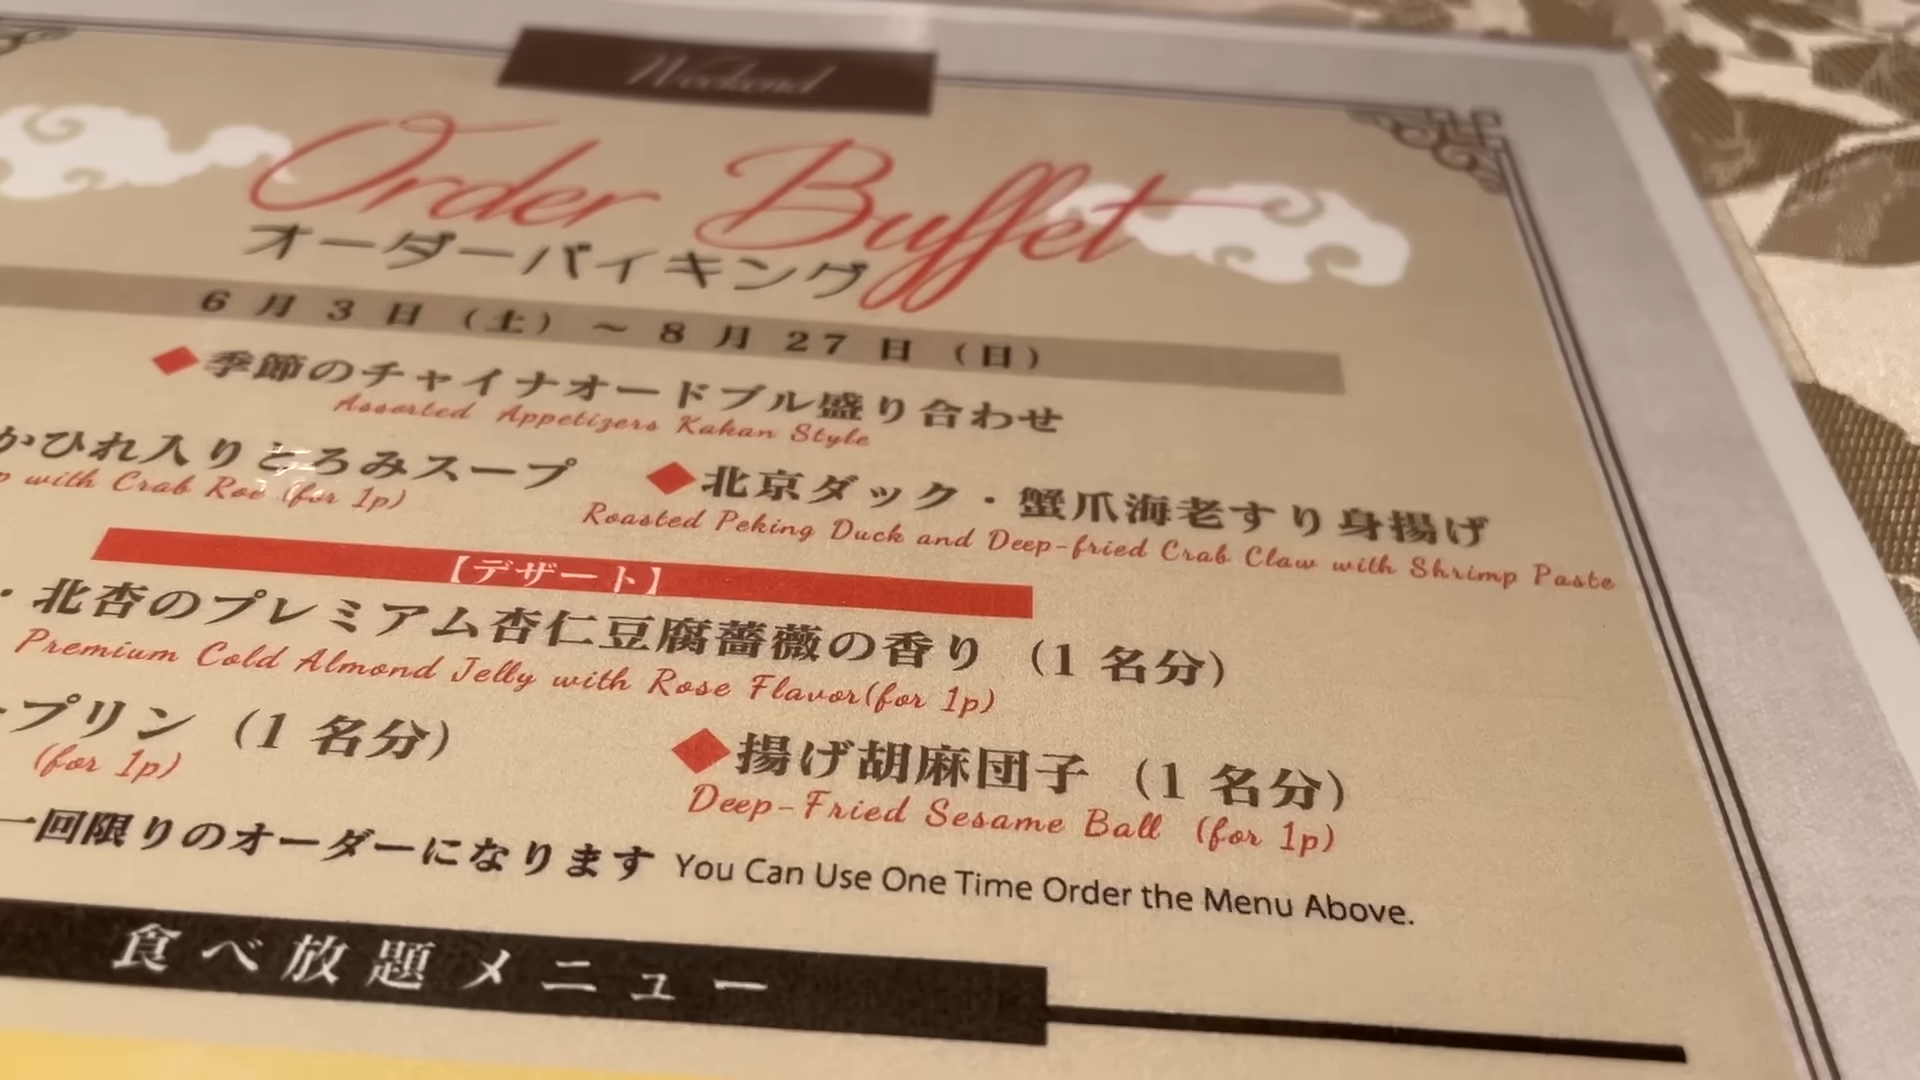 Weekend
Order Buffet
オーダーバイキング
6月3日（土）～8月27日（日）
◆季節のチャイナオードブル盛り合わせ
Assorted Appetizers Kahan Style
かひれ入りとろみスープ ◆北京ダック・蟹爪海老すり身揚げ
with Crab Roe (for 1p) Roasted Peking Duck and Deep-fried Crab Claw with Shrimp Paste
【デザート】
・北杏のプレミアム杏仁豆腐薔薇の香り （1名分）
Premium Cold Almond Jelly with Rose Flavor(for 1p)
プリン （1名分） ◆揚げ胡麻団子 （1名分）
(for 1p) Deep-Fried Sesame Ball (for 1p)
一回限りのオーダーになります You Can Use One Time Order the Menu Above.
食べ放題メニュー